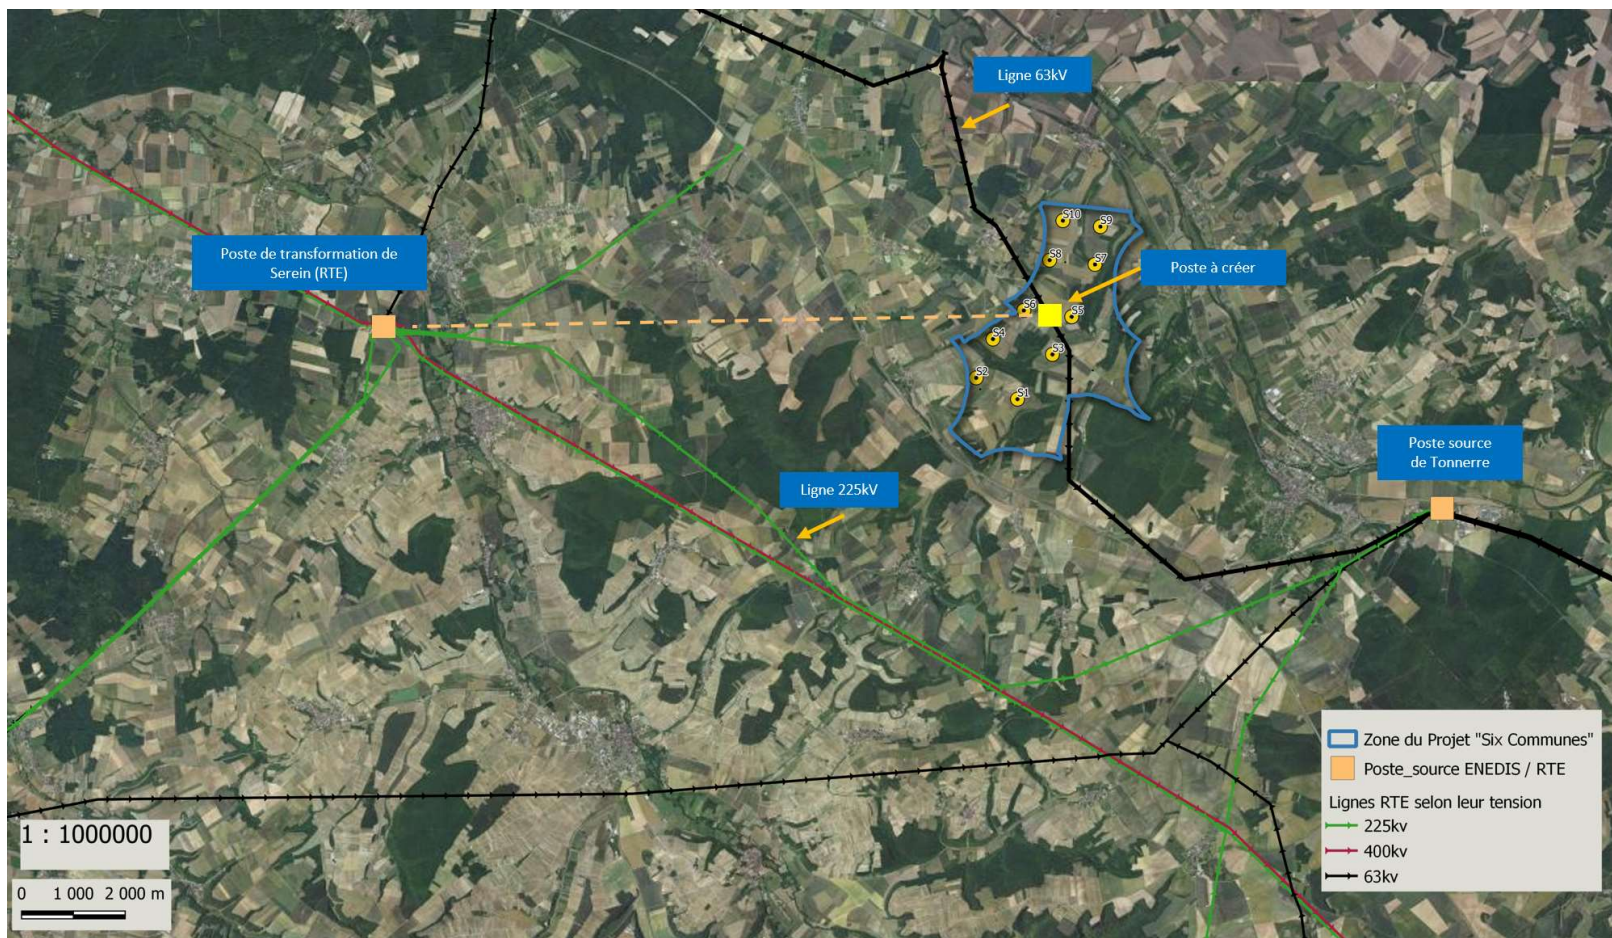 Ligne 63kV
Poste de transformation de
Serein (RTE)
S10
S9
S8
S7
Poste à créer
S6
S5
S4
S3
S2
S1
Poste source
de Tonnerre
Ligne 225kV
Zone du Projet "Six Communes"
Poste_source ENEDIS / RTE
Lignes RTE selon leur tension
225kv
400kv
63kv
1 : 1000000
0 1 000 2 000 m